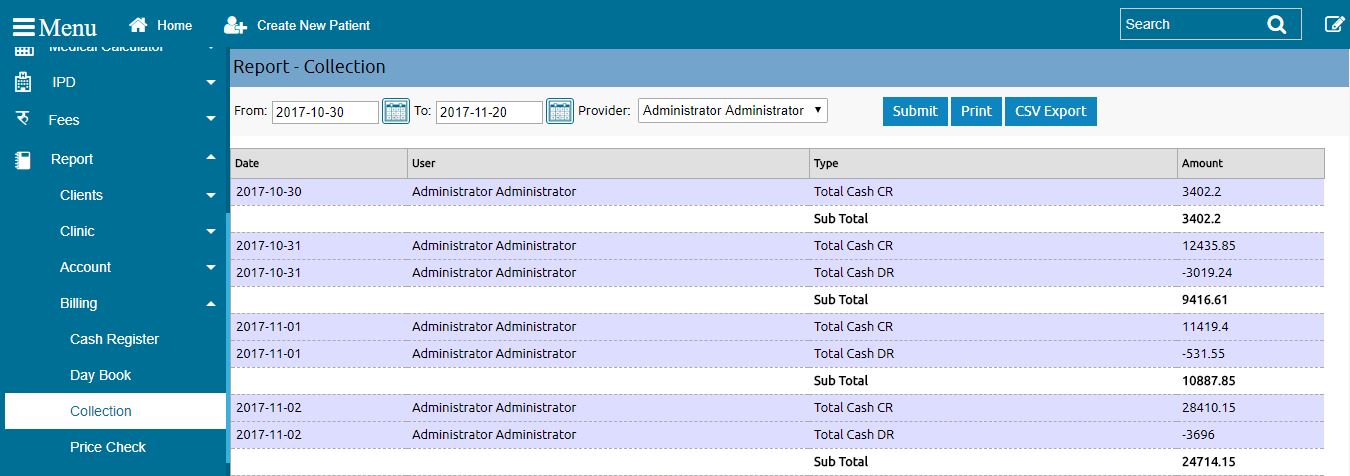 Menu Home Create New Patient Search
Medical Calculator
IPD
Fees
Report
Clients
Clinic
Account
Billing
Cash Register
Day Book
Collection
Price Check
Report - Collection
From: 2017-10-30 To: 2017-11-20 Provider: Administrator Administrator Submit Print CSV Export
Date User Type Amount
2017-10-30 Administrator Administrator Total Cash CR 3402.2
Sub Total 3402.2
2017-10-31 Administrator Administrator Total Cash CR 12435.85
2017-10-31 Administrator Administrator Total Cash DR -3019.24
Sub Total 9416.61
2017-11-01 Administrator Administrator Total Cash CR 11419.4
2017-11-01 Administrator Administrator Total Cash DR -531.55
Sub Total 10887.85
2017-11-02 Administrator Administrator Total Cash CR 28410.15
2017-11-02 Administrator Administrator Total Cash DR -3696
Sub Total 24714.15